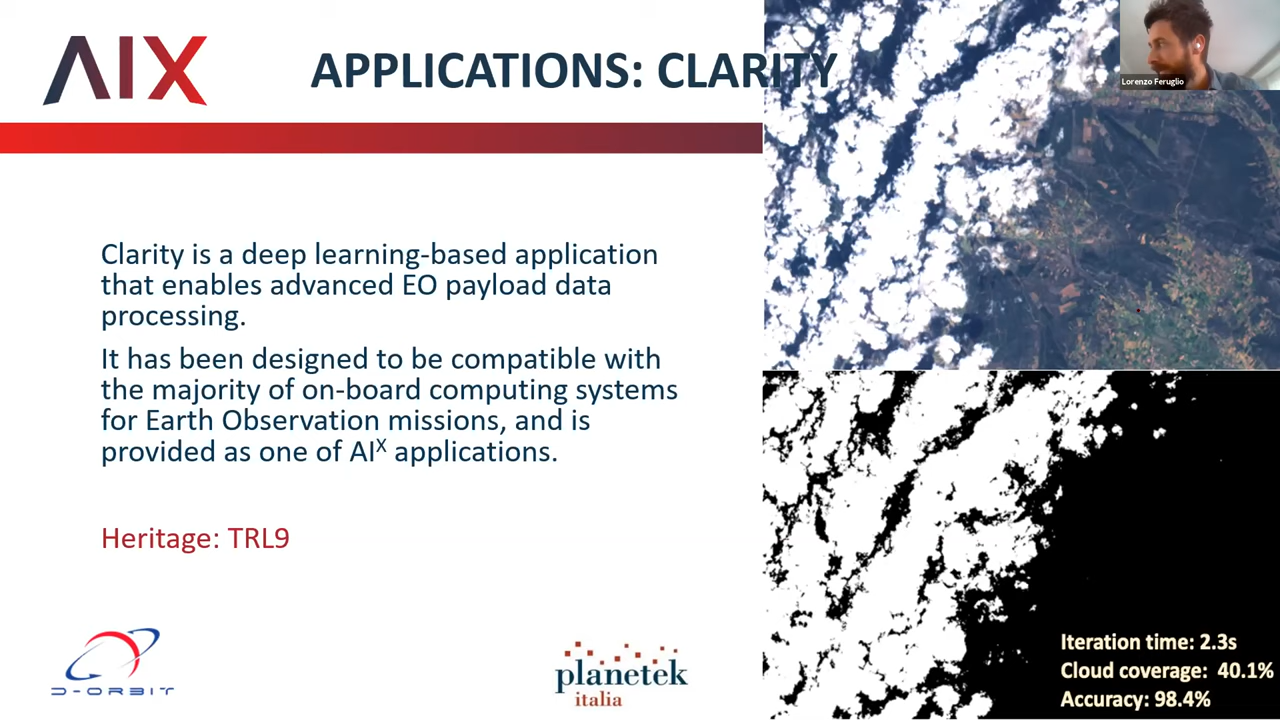 AIX
APPLICATIONS: CLARITY
Lorenzo Feruglio
Clarity is a deep learning-based application
that enables advanced EO payload data
processing.
It has been designed to be compatible with
the majority of on-board computing systems
for Earth Observation missions, and is
provided as one of AIX applications.
Heritage: TRL9
D-ORBIT
planetek
italia
Iteration time: 2.3s
Cloud coverage: 40.1%
Accuracy: 98.4%